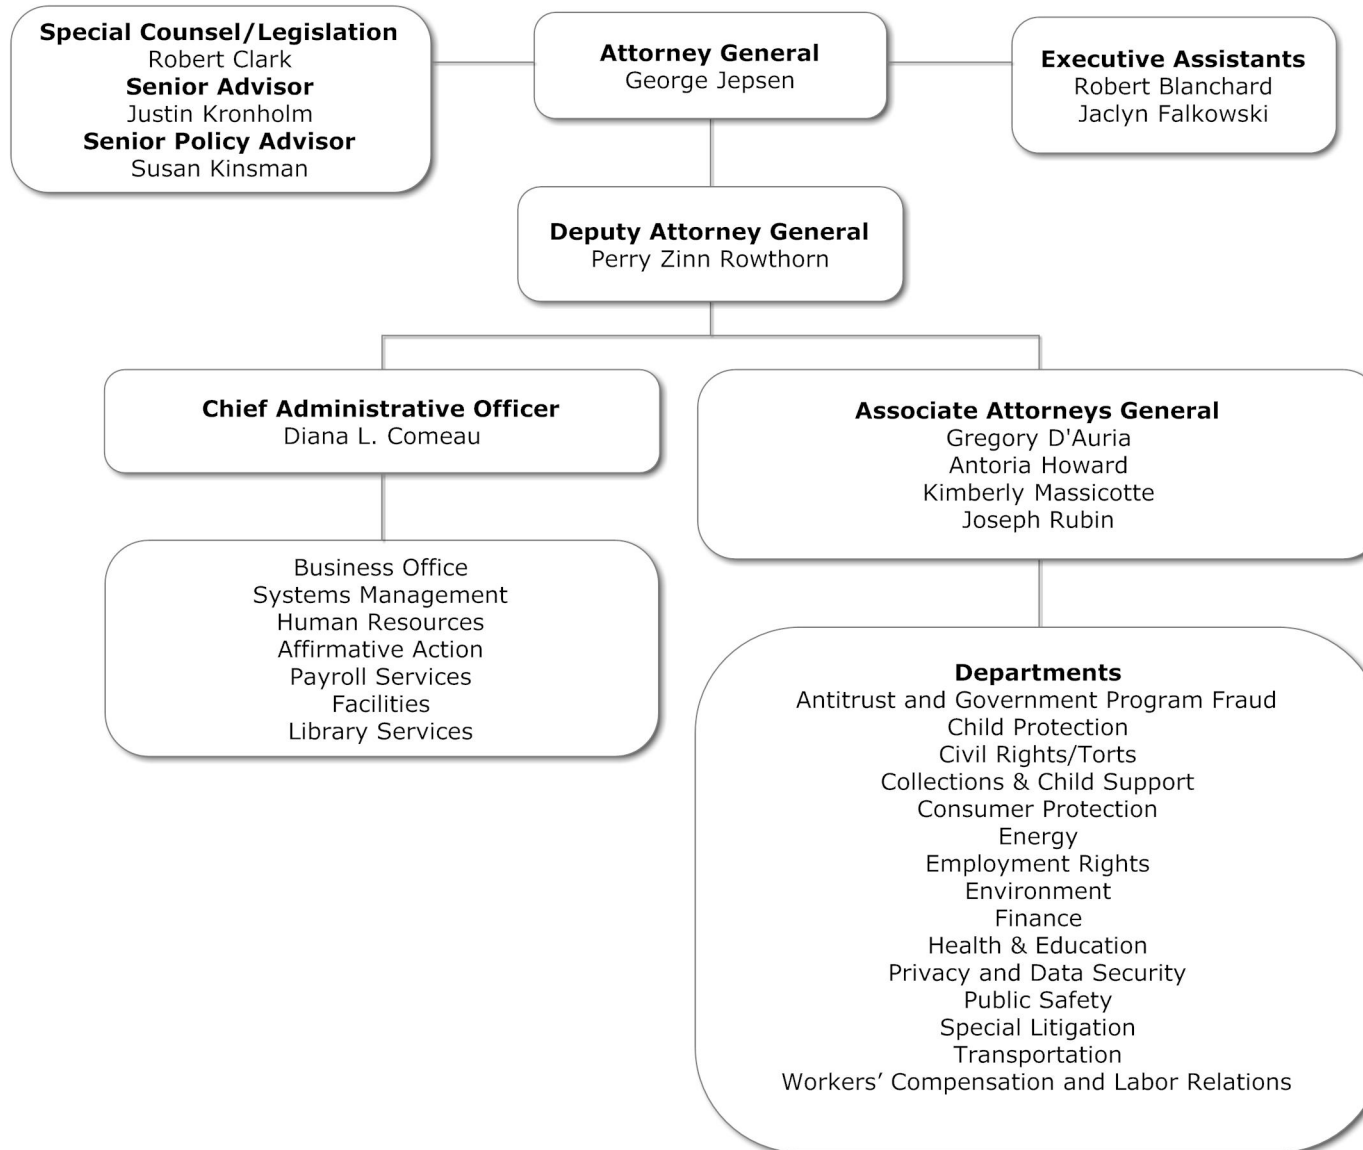 Special Counsel/Legislation
Robert Clark
Senior Advisor
Justin Kronholm
Senior Policy Advisor
Susan Kinsman
Attorney General
George Jepsen
Executive Assistants
Robert Blanchard
Jaclyn Falkowski
Deputy Attorney General
Perry Zinn Rowthorn
Chief Administrative Officer
Diana L. Comeau
Associate Attorneys General
Gregory D'Auria
Antoria Howard
Kimberly Massicotte
Joseph Rubin
Business Office
Systems Management
Human Resources
Affirmative Action
Payroll Services
Facilities
Library Services
Departments
Antitrust and Government Program Fraud
Child Protection
Civil Rights/Torts
Collections & Child Support
Consumer Protection
Energy
Employment Rights
Environment
Finance
Health & Education
Privacy and Data Security
Public Safety
Special Litigation
Transportation
Workers’ Compensation and Labor Relations